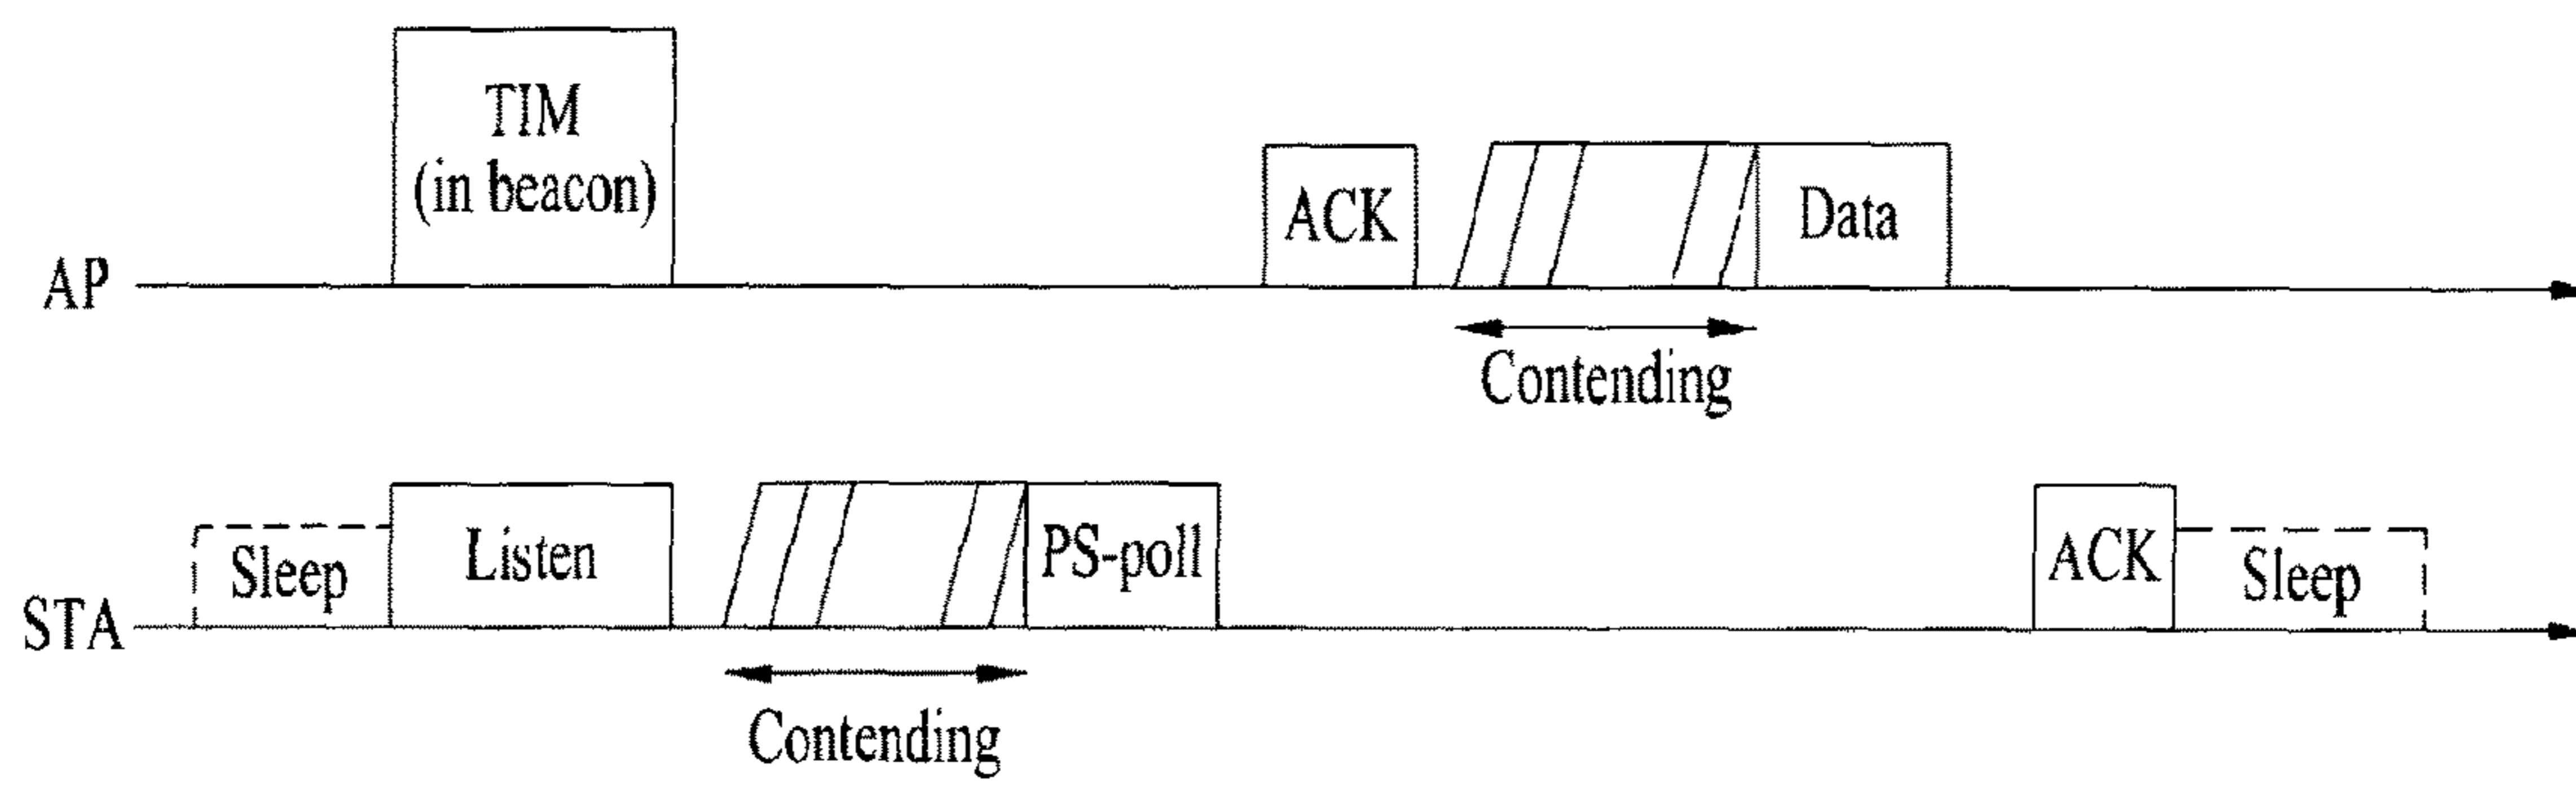 TIM
(in beacon)
ACK
Data
AP
Contending
Sleep
Listen
PS-poll
ACK
Sleep
STA
Contending